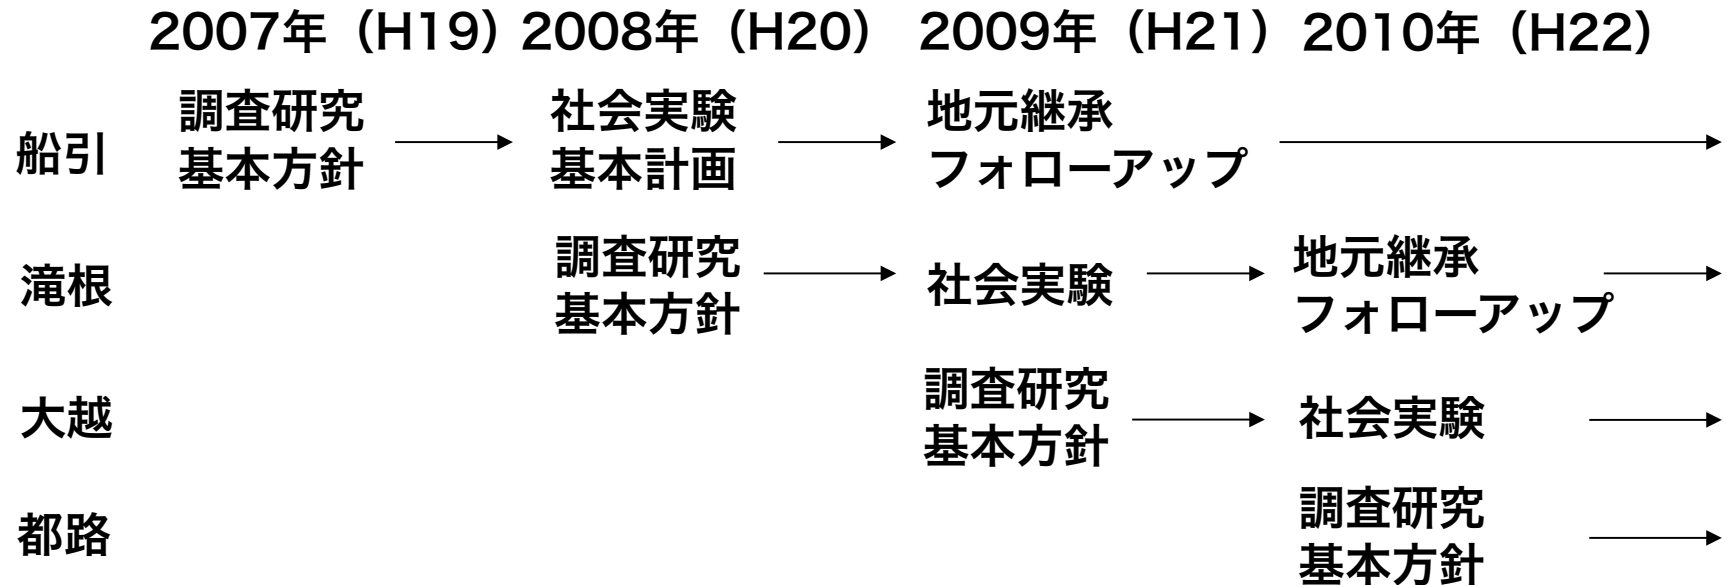 2007年（H19）2008年（H20） 2009年（H21） 2010年（H22）
船引
調査研究
基本方針
社会実験
基本計画
地元継承
フォローアップ
滝根
調査研究
基本方針
社会実験
地元継承
フォローアップ
大越
調査研究
基本方針
社会実験
都路
調査研究
基本方針